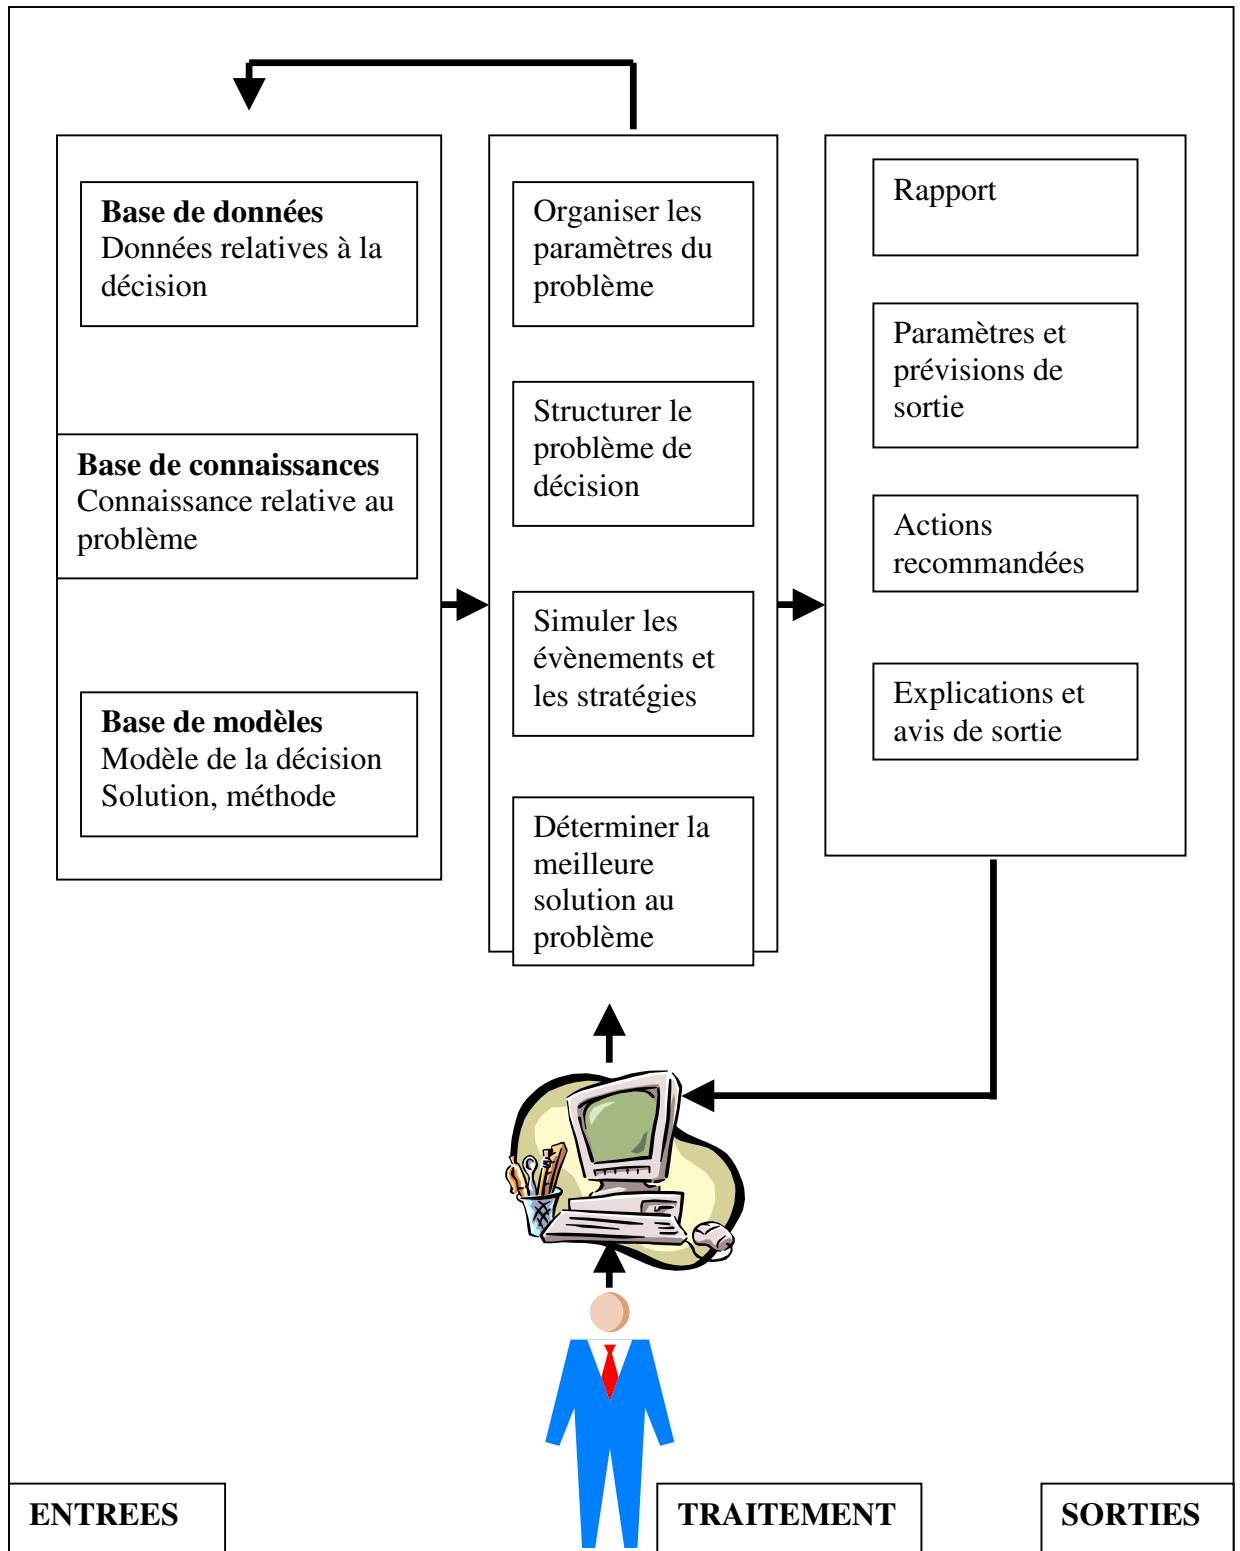 Base de données
Données relatives à la
décision
Base de connaissances
Connaissance relative au
problème
Base de modèles
Modèle de la décision
Solution, méthode
Organiser les
paramètres du
problème
Structurer le
problème de
décision
Simuler les
évènements et
les stratégies
Déterminer la
meilleure
solution au
problème
Rapport
Paramètres et
prévisions de
sortie
Actions
recommandées
Explications et
avis de sortie
ENTREES
TRAITEMENT
SORTIES